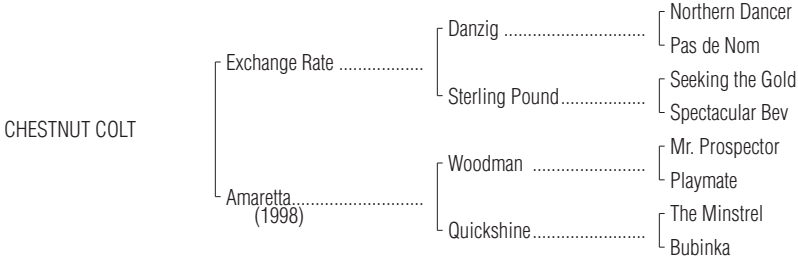 Northern Dancer
Danzig ..............................
Pas de Nom
Exchange Rate ..................
Seeking the Gold
Sterling Pound..................
Spectacular Bev
CHESTNUT COLT
Mr. Prospector
Woodman ........................
Playmate
Amaretta............................
(1998)
The Minstrel
Quickshine........................
Bubinka